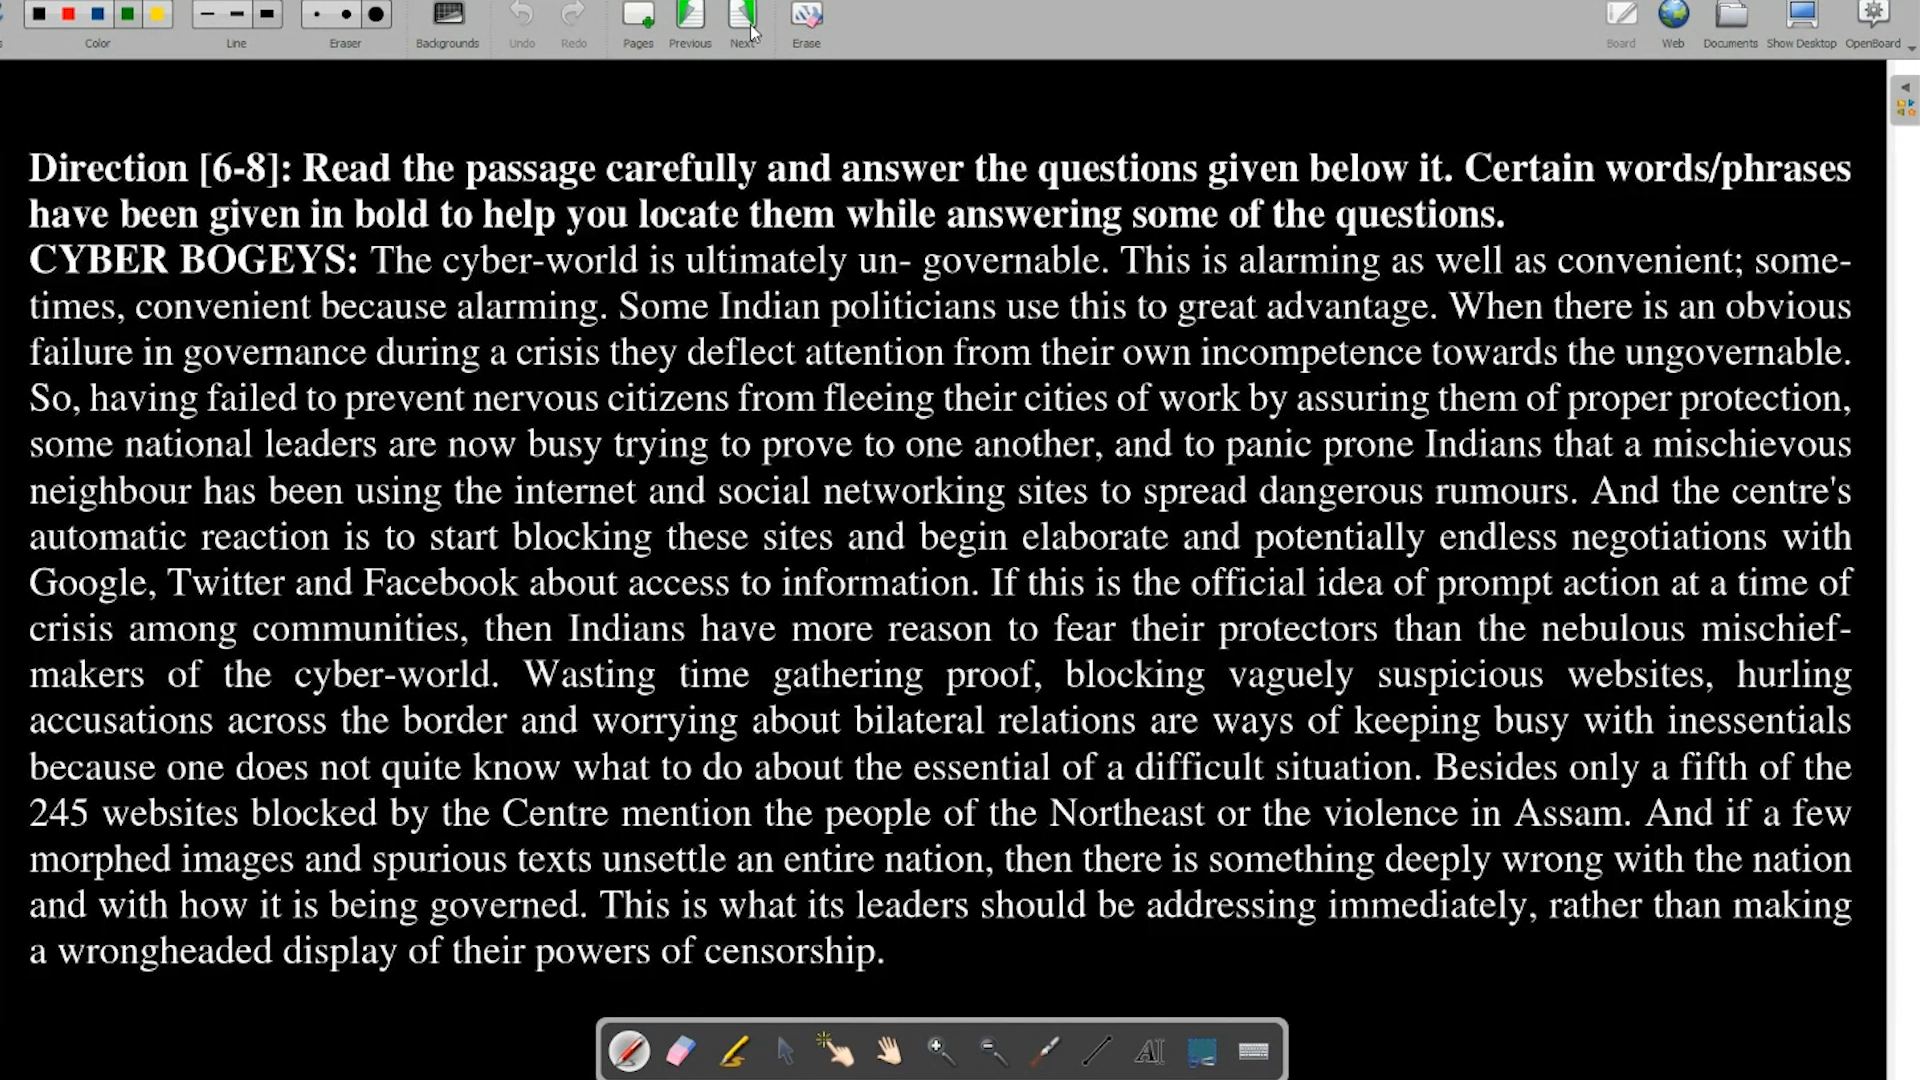 Color
Line
Eraser
Backgrounds
Undo
Redo
Pages
Previous
Next
Erase
Board
Web
Documents
Show Desktop
OpenBoard
Direction [6-8]: Read the passage carefully and answer the questions given below it. Certain words/phrases
have been given in bold to help you locate them while answering some of the questions.
CYBER BOGEYS: The cyber-world is ultimately un- governable. This is alarming as well as convenient; some-
times, convenient because alarming. Some Indian politicians use this to great advantage. When there is an obvious
failure in governance during a crisis they deflect attention from their own incompetence towards the ungovernable.
So, having failed to prevent nervous citizens from fleeing their cities of work by assuring them of proper protection,
some national leaders are now busy trying to prove to one another, and to panic prone Indians that a mischievous
neighbour has been using the internet and social networking sites to spread dangerous rumours. And the centre's
automatic reaction is to start blocking these sites and begin elaborate and potentially endless negotiations with
Google, Twitter and Facebook about access to information. If this is the official idea of prompt action at a time of
crisis among communities, then Indians have more reason to fear their protectors than the nebulous mischief-
makers of the cyber-world. Wasting time gathering proof, blocking vaguely suspicious websites, hurling
accusations across the border and worrying about bilateral relations are ways of keeping busy with inessentials
because one does not quite know what to do about the essential of a difficult situation. Besides only a fifth of the
245 websites blocked by the Centre mention the people of the Northeast or the violence in Assam. And if a few
morphed images and spurious texts unsettle an entire nation, then there is something deeply wrong with the nation
and with how it is being governed. This is what its leaders should be addressing immediately, rather than making
a wrongheaded display of their powers of censorship.
AI